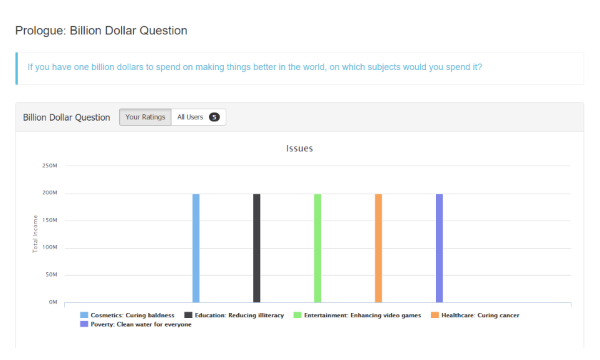 Prologue: Billion Dollar Question
If you have one billion dollars to spend on making things better in the world, on which subjects would you spend it?
Billion Dollar Question Your Ratings All Users 5
Issues
250M
200M
150M
100M
50M
0M
Total Income
Cosmetics: Curing baldness Education: Reducing illiteracy Entertainment: Enhancing video games Healthcare: Curing cancer
Poverty: Clean water for everyone